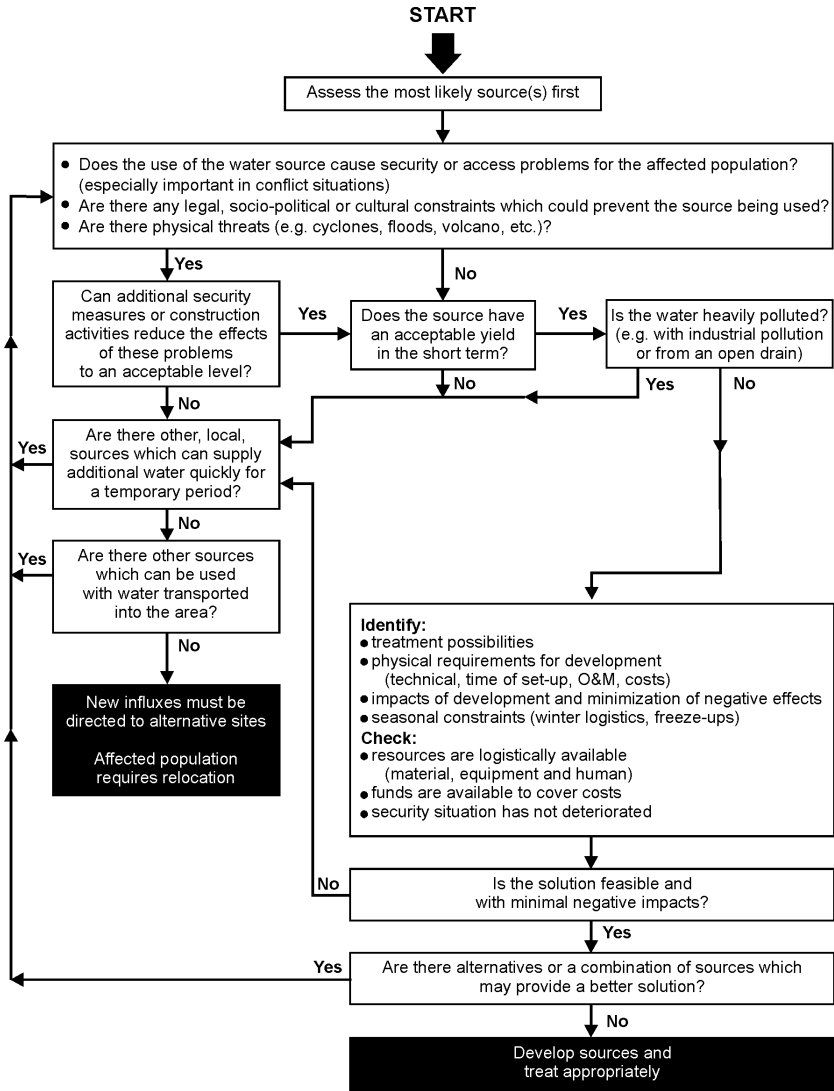 START
Assess the most likely source(s) first
● Does the use of the water source cause security or access problems for the affected population?
(especially important in conflict situations)
● Are there any legal, socio-political or cultural constraints which could prevent the source being used?
● Are there physical threats (e.g. cyclones, floods, volcano, etc.)?
Yes
No
Can additional security
measures or construction
activities reduce the effects
of these problems
to an acceptable level?
Yes
Does the source have
an acceptable yield
in the short term?
Yes
Is the water heavily polluted?
(e.g. with industrial pollution
or from an open drain)
No
No
Yes
No
Are there other, local,
sources which can supply
additional water quickly for
a temporary period?
Yes
No
Are there other sources
which can be used
with water transported
into the area?
Yes
No
New influxes must be
directed to alternative sites
Affected population
requires relocation
Identify:
● treatment possibilities
● physical requirements for development
(technical, time of set-up, O&M, costs)
● impacts of development and minimization of negative effects
● seasonal constraints (winter logistics, freeze-ups)
Check:
● resources are logistically available
(material, equipment and human)
● funds are available to cover costs
● security situation has not deteriorated
No
Is the solution feasible and
with minimal negative impacts?
Yes
Yes
Are there alternatives or a combination of sources which
may provide a better solution?
No
Develop sources and
treat appropriately